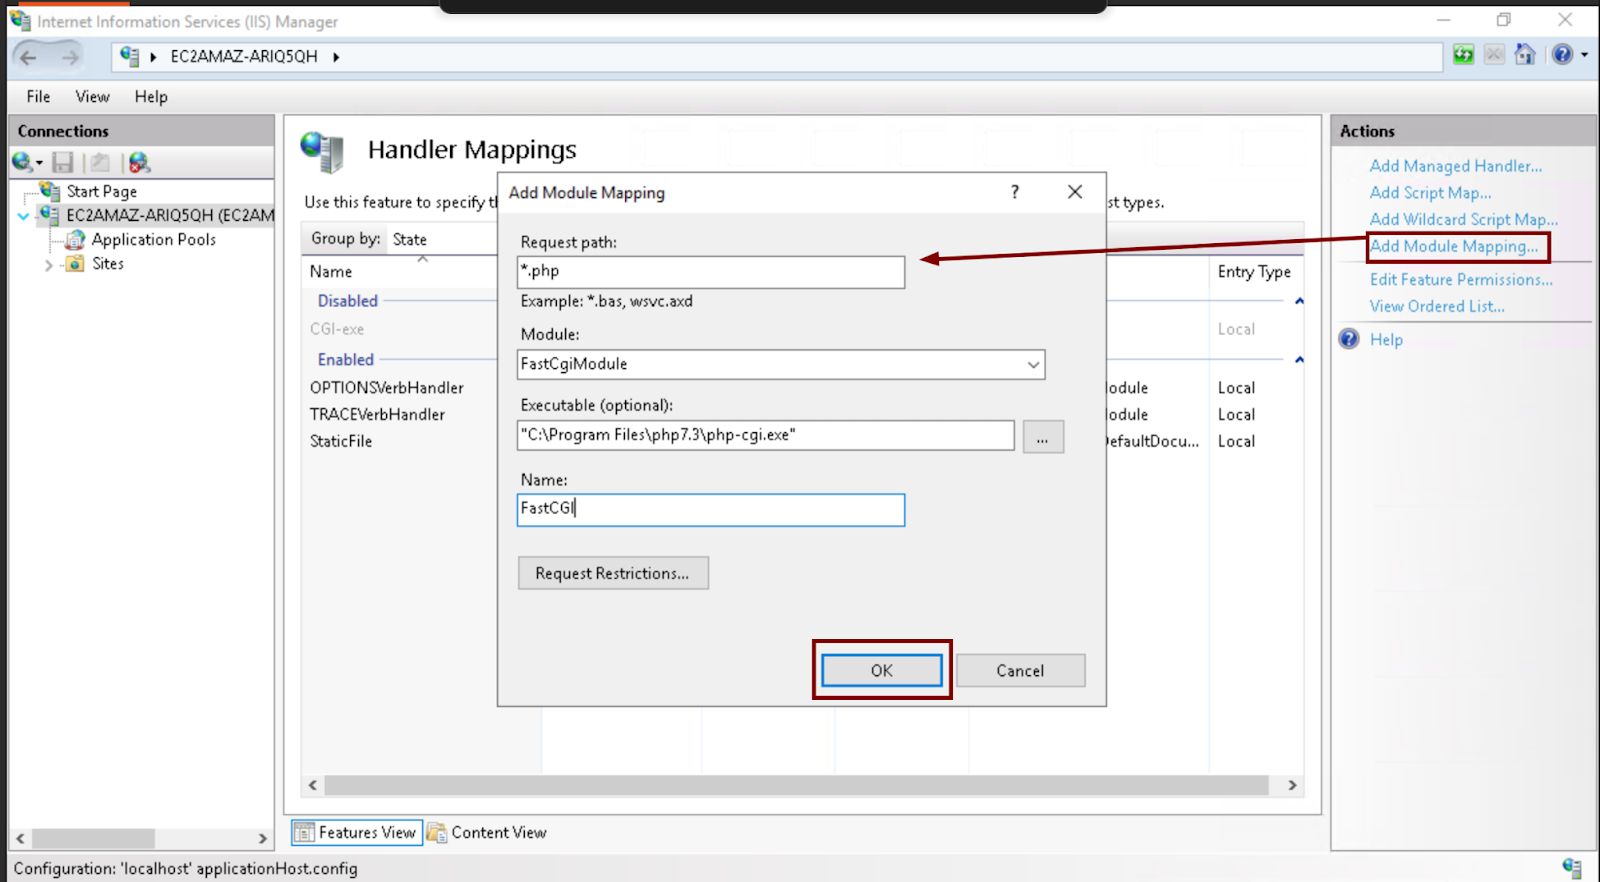 Internet Information Services (IIS) Manager
EC2AMAZ-ARIQ5QH
File View Help
Connections
Start Page
EC2AMAZ-ARIQ5QH (EC2AM
Application Pools
Sites
Handler Mappings
Use this feature to specify th
st types.
Group by: State
Name
Entry Type
Disabled
CGI-exe
Local
Enabled
OPTIONSVerbHandler
odule
Local
TRACEVerbHandler
odule
Local
StaticFile
efaultDocu...
Local
Add Module Mapping
?
Request path:
*.php
Example: *.bas, wsvc.axd
Module:
FastCgiModule
Executable (optional):
"C:\Program Files\php7.3\php-cgi.exe"
...
Name:
FastCGI
Request Restrictions...
OK
Cancel
Actions
Add Managed Handler...
Add Script Map...
Add Wildcard Script Map...
Add Module Mapping...
Edit Feature Permissions...
View Ordered List...
Help
Features View
Content View
Configuration: 'localhost' applicationHost.config